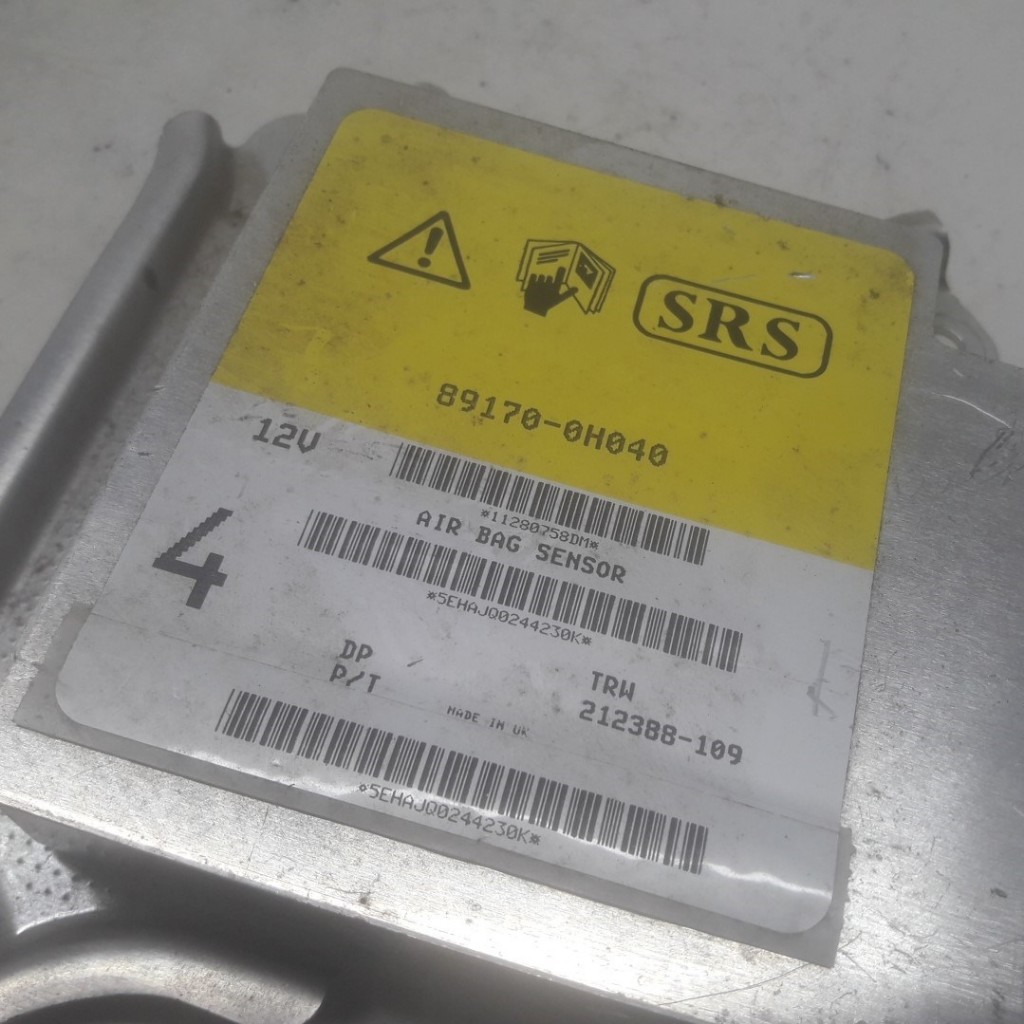 SRS
89170-0H040
12V
*11280758DM*
AIR BAG SENSOR
4
*5EHAJQ0244230K*
DP
TRW
P/T
MADE IN UK
212388-109
*5EHAJQ0244230K*